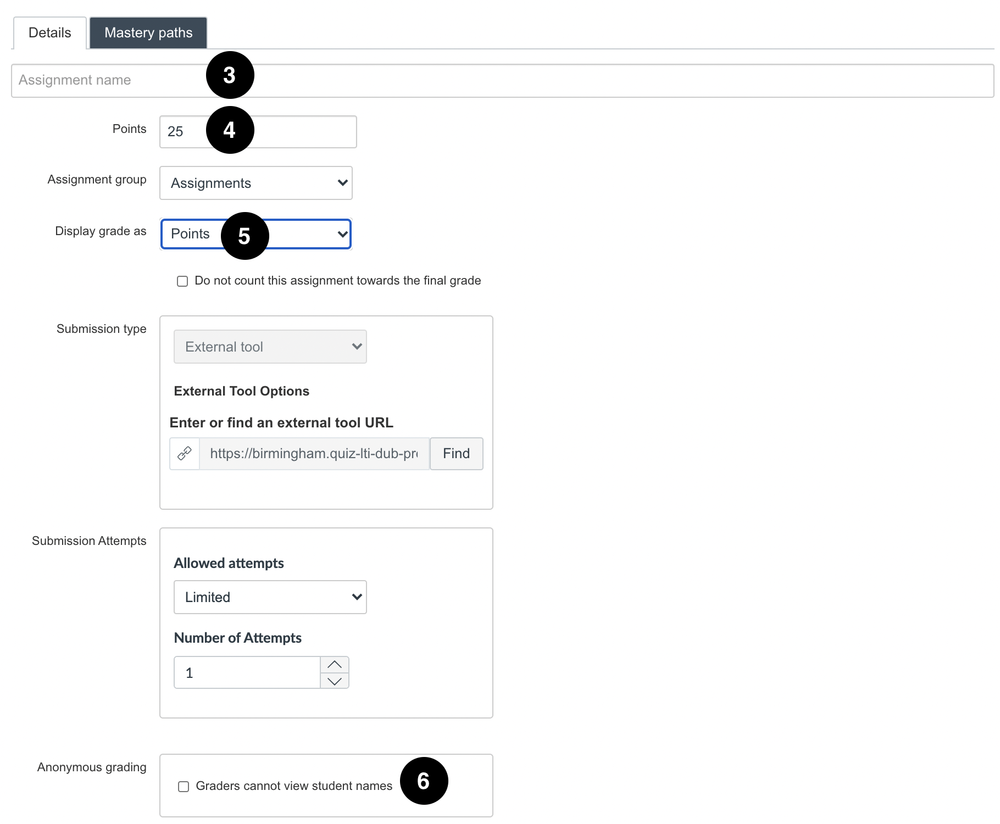 Details
Mastery paths
Assignment name
3
Points
25
4
Assignment group
Assignments
Display grade as
Points
5
Do not count this assignment towards the final grade
Submission type
External tool
External Tool Options
Enter or find an external tool URL
https://birmingham.quiz-lti-dub-pr
Find
Submission Attempts
Allowed attempts
Limited
Number of Attempts
1
Anonymous grading
Graders cannot view student names
6